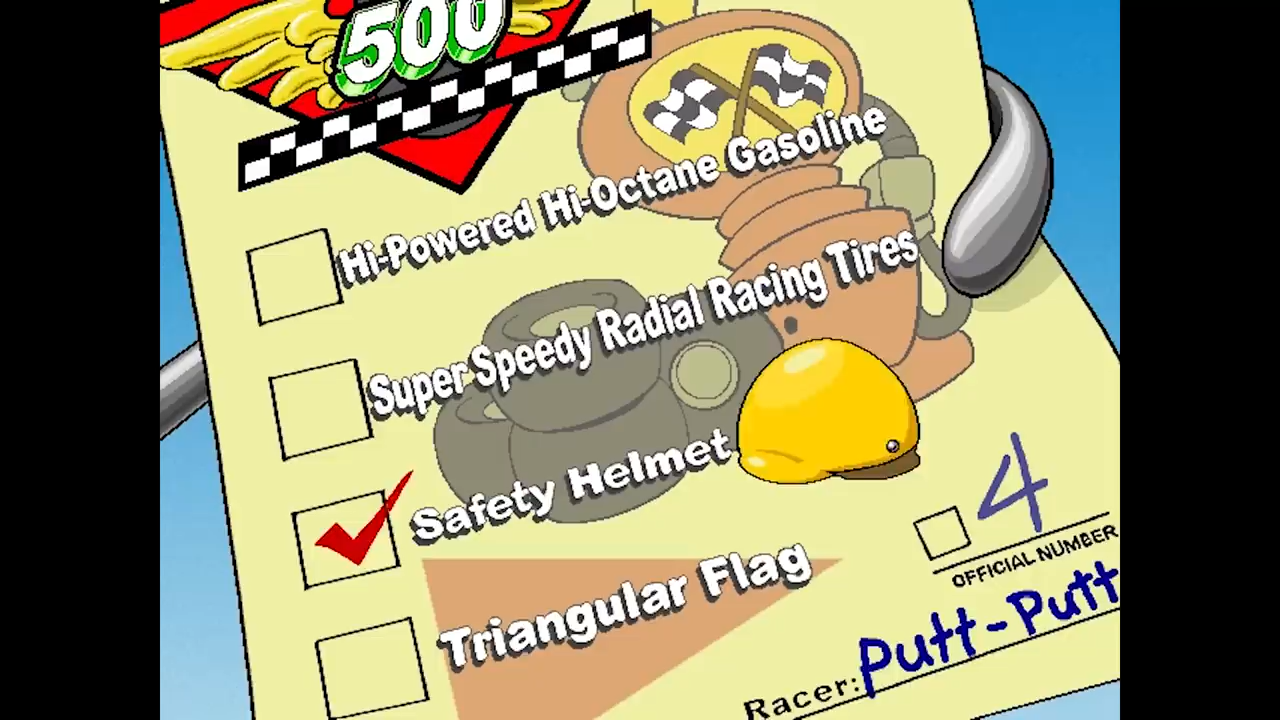 500
Hi-Powered Hi-Octane Gasoline
Super Speedy Radial Racing Tires
Safety Helmet
Triangular Flag
4
OFFICIAL NUMBER
Racer: Putt-Putt